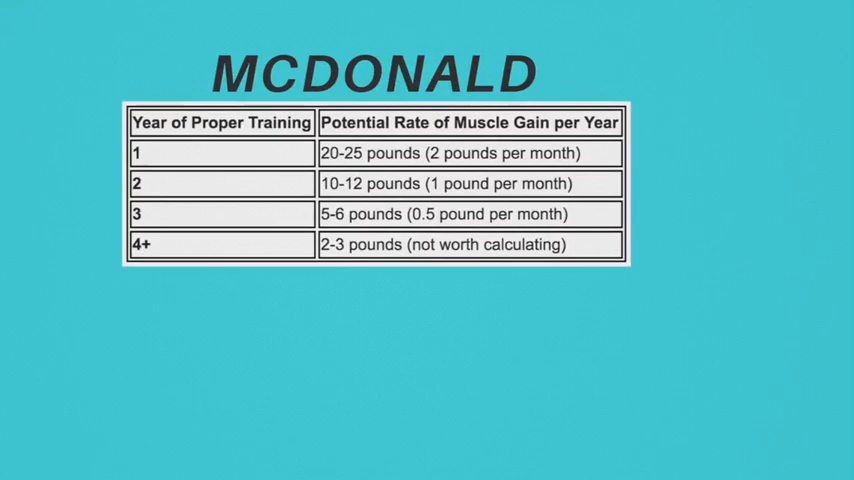 MCDONALD
Year of Proper Training Potential Rate of Muscle Gain per Year
1 20-25 pounds (2 pounds per month)
2 10-12 pounds (1 pound per month)
3 5-6 pounds (0.5 pound per month)
4+ 2-3 pounds (not worth calculating)